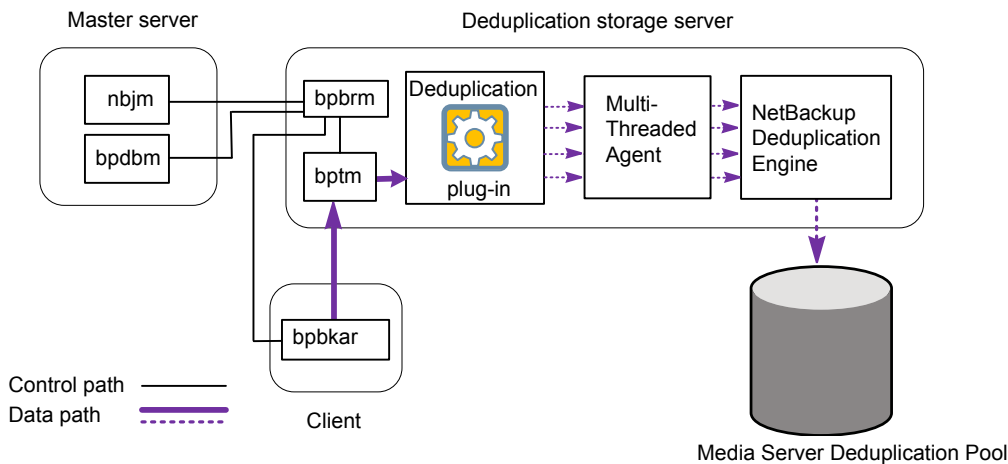 Master server
Deduplication storage server
nbjm
bpdbm
bpbrm
bptm
Deduplication
plug-in
Multi-
Threaded
Agent
NetBackup
Deduplication
Engine
bpbkar
Client
Control path
Data path
Media Server Deduplication Pool